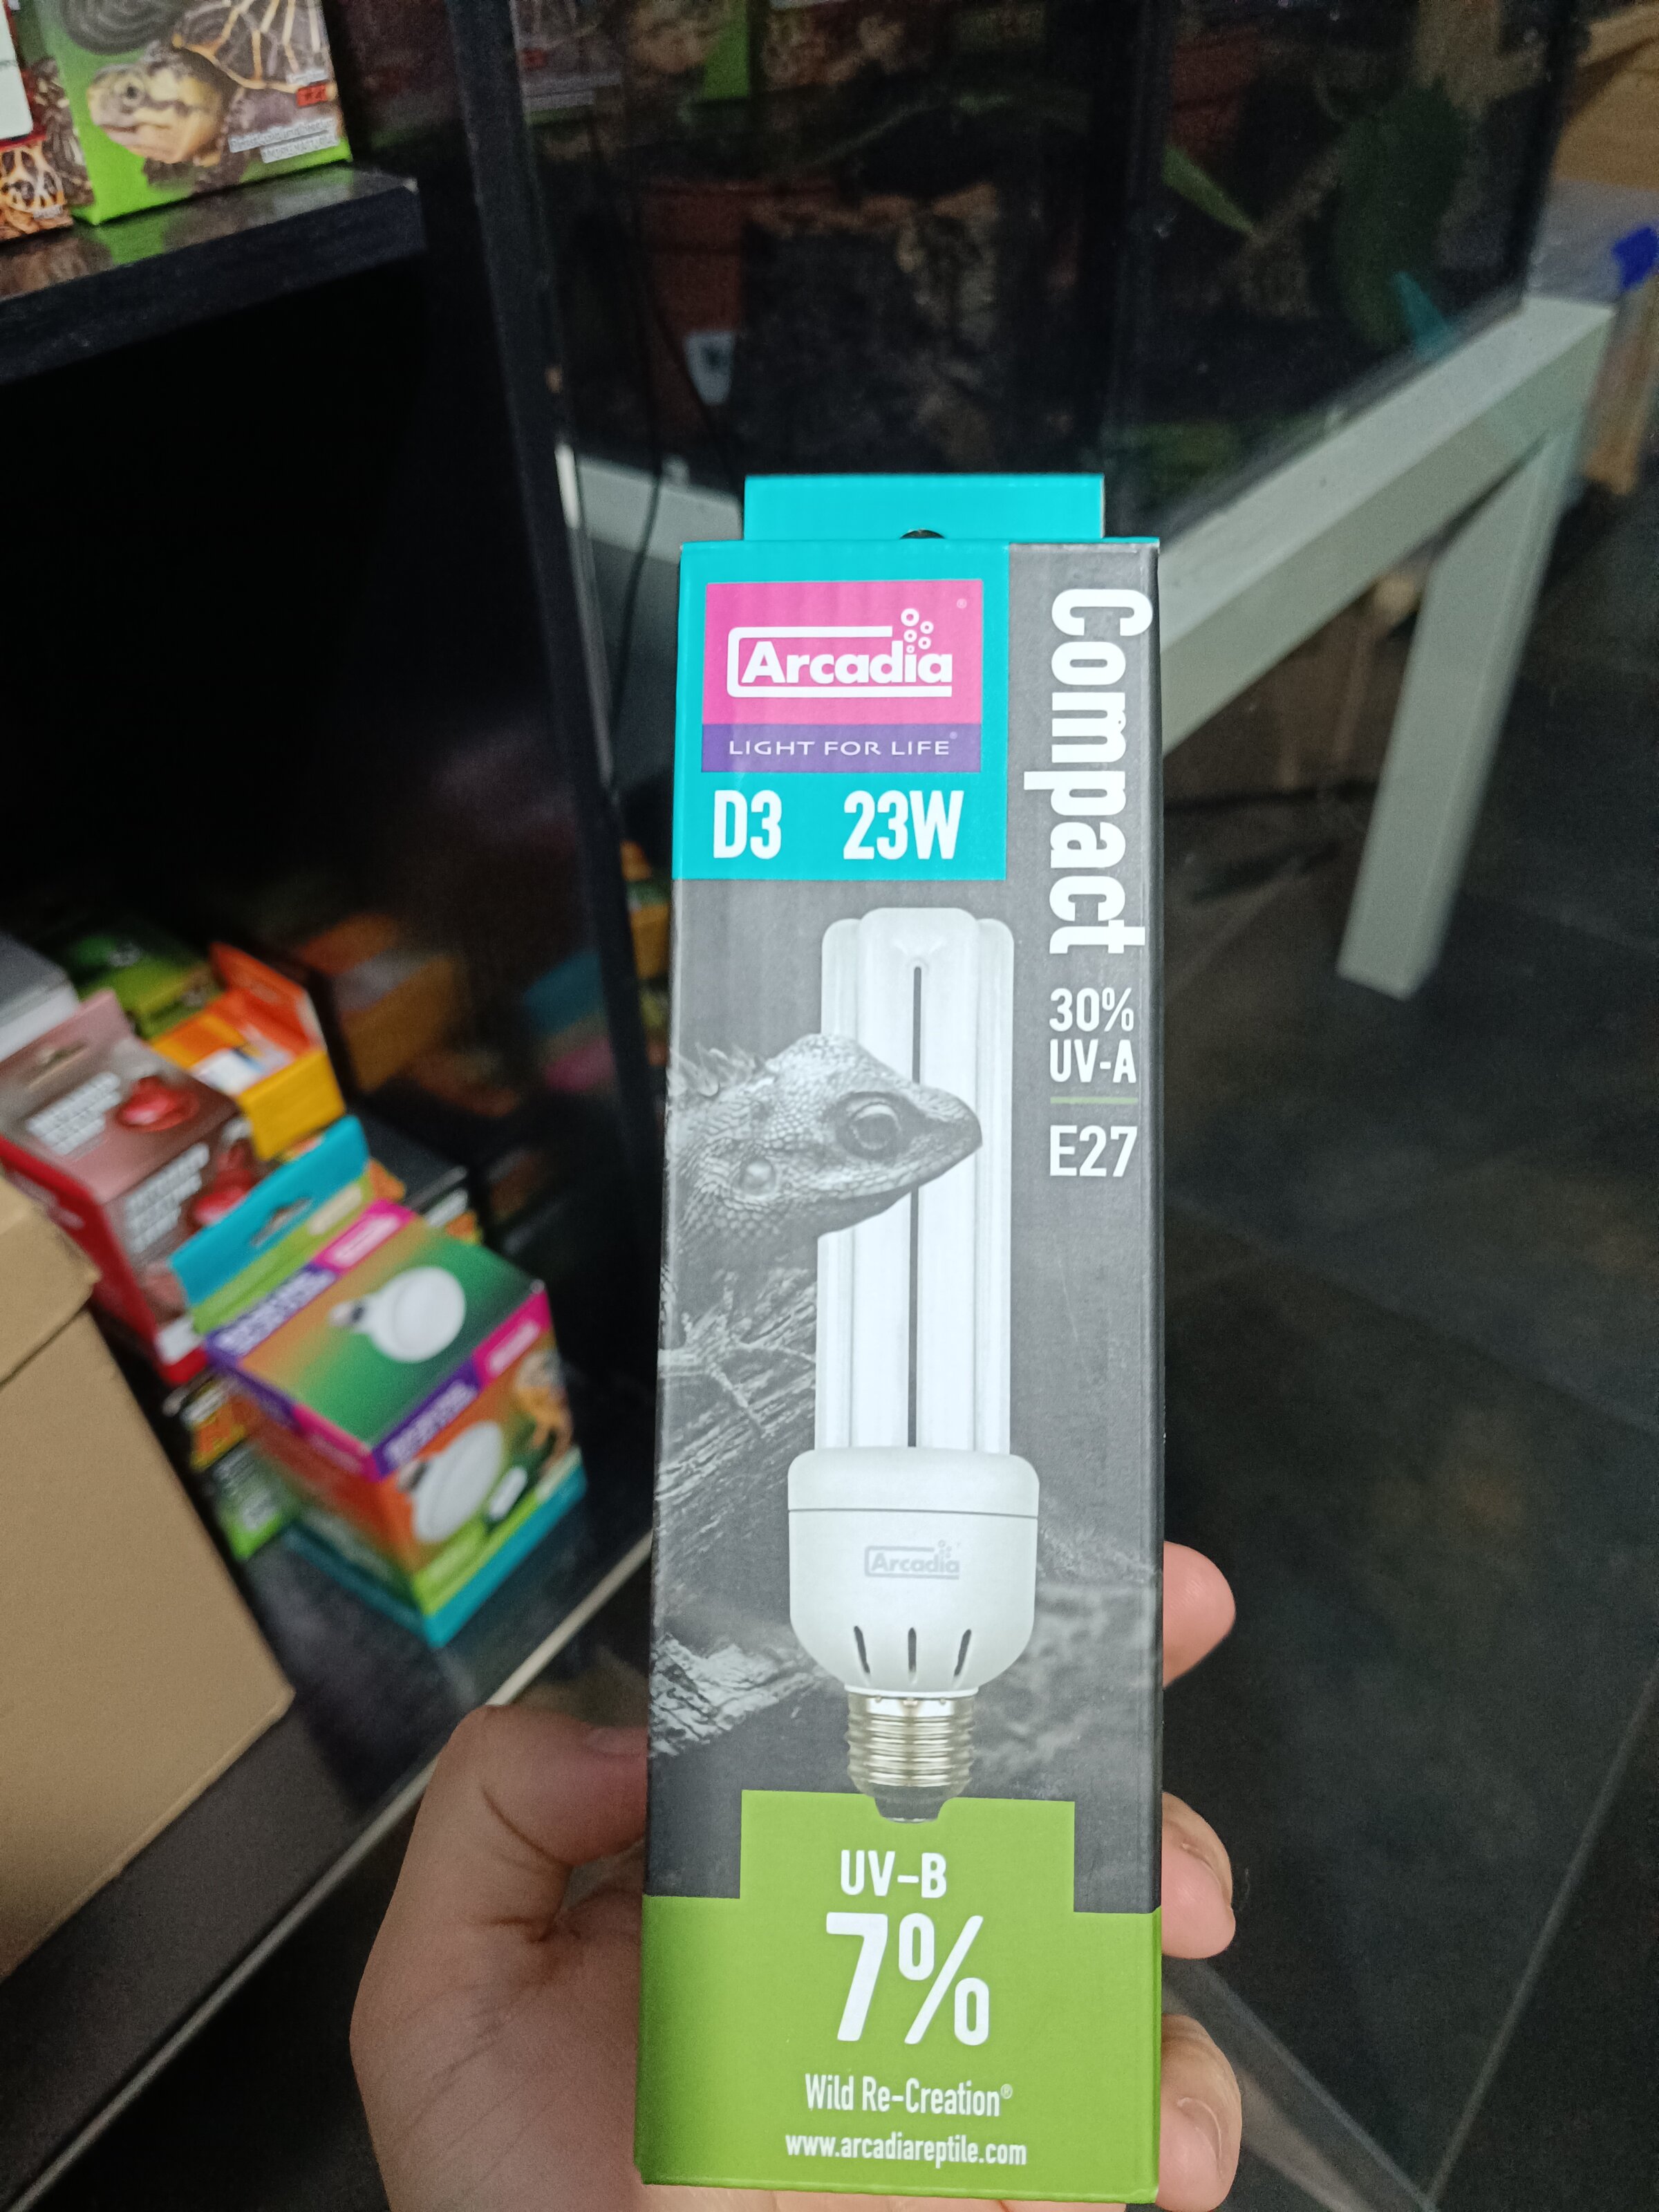 Arcadia®
LIGHT FOR LIFE®
D3 23W
Compact
30%
UV-A
E27
Arcadia
UV-B
7%
Wild Re-Creation®
www.arcadiareptile.com